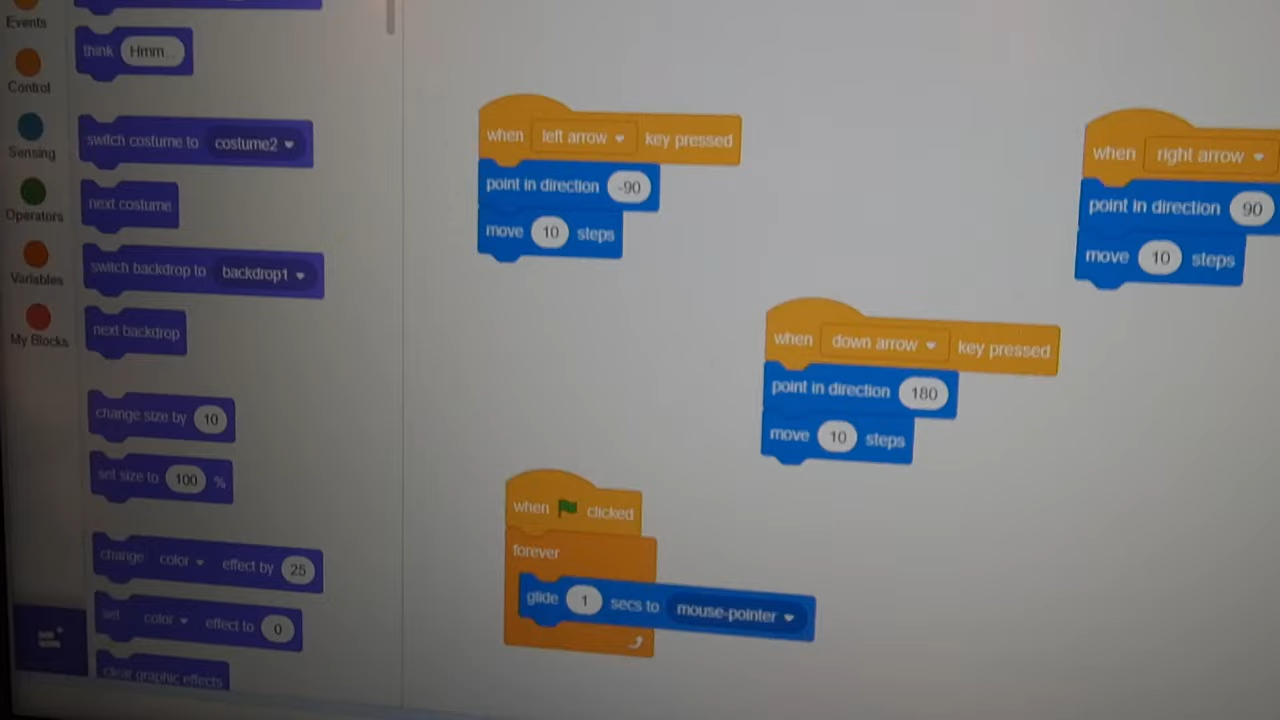 Events
Control
Sensing
Operators
Variables
My Blocks
think Hmm...
switch costume to costume2
next costume
switch backdrop to backdrop1
next backdrop
change size by 10
set size to 100 %
change color effect by 25
set color effect to 0
clear graphic effects
when left arrow key pressed
point in direction -90
move 10 steps
when right arrow
point in direction 90
move 10 steps
when down arrow key pressed
point in direction 180
move 10 steps
when clicked
forever
glide 1 secs to mouse-pointer